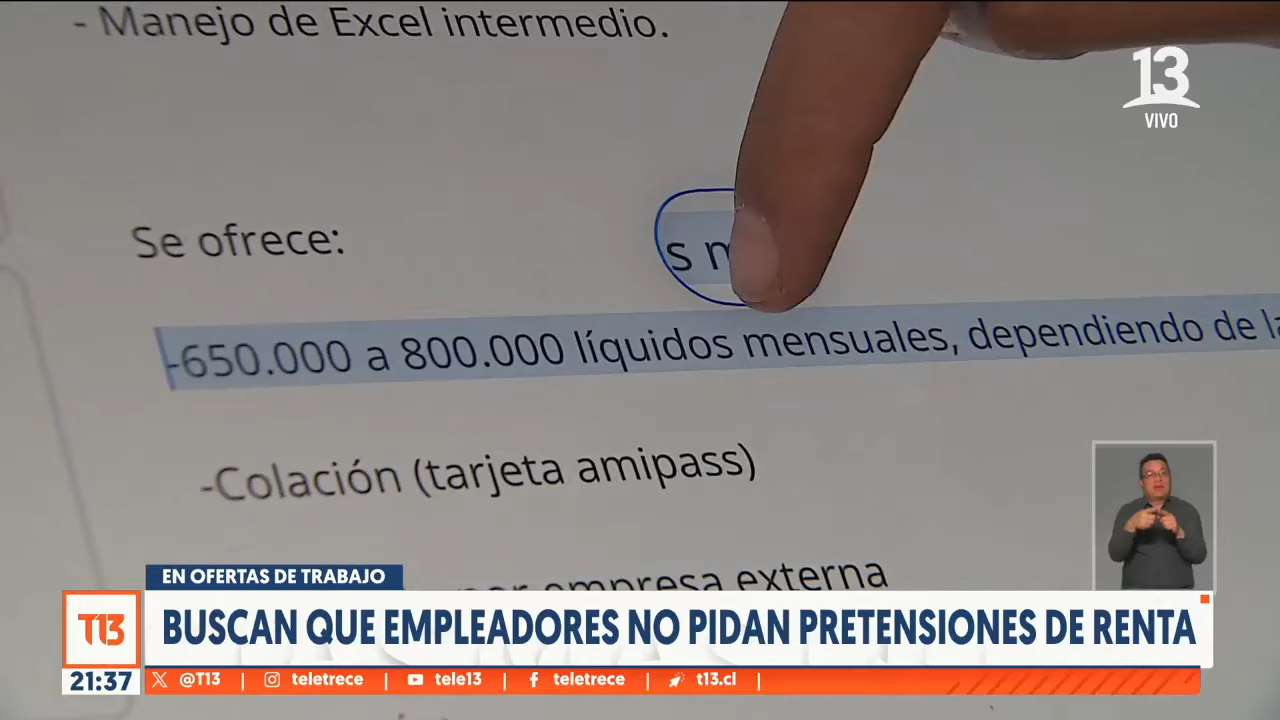 - Manejo de Excel intermedio.
13
VIVO
Se ofrece:
s m
-650.000 a 800.000 líquidos mensuales, dependiendo de
-Colación (tarjeta amipass)
empresa externa
EN OFERTAS DE TRABAJO
T13
BUSCAN QUE EMPLEADORES NO PIDAN PRETENSIONES DE RENTA
21:37 @T13 | teletrece | tele13 | teletrece | t13.cl |